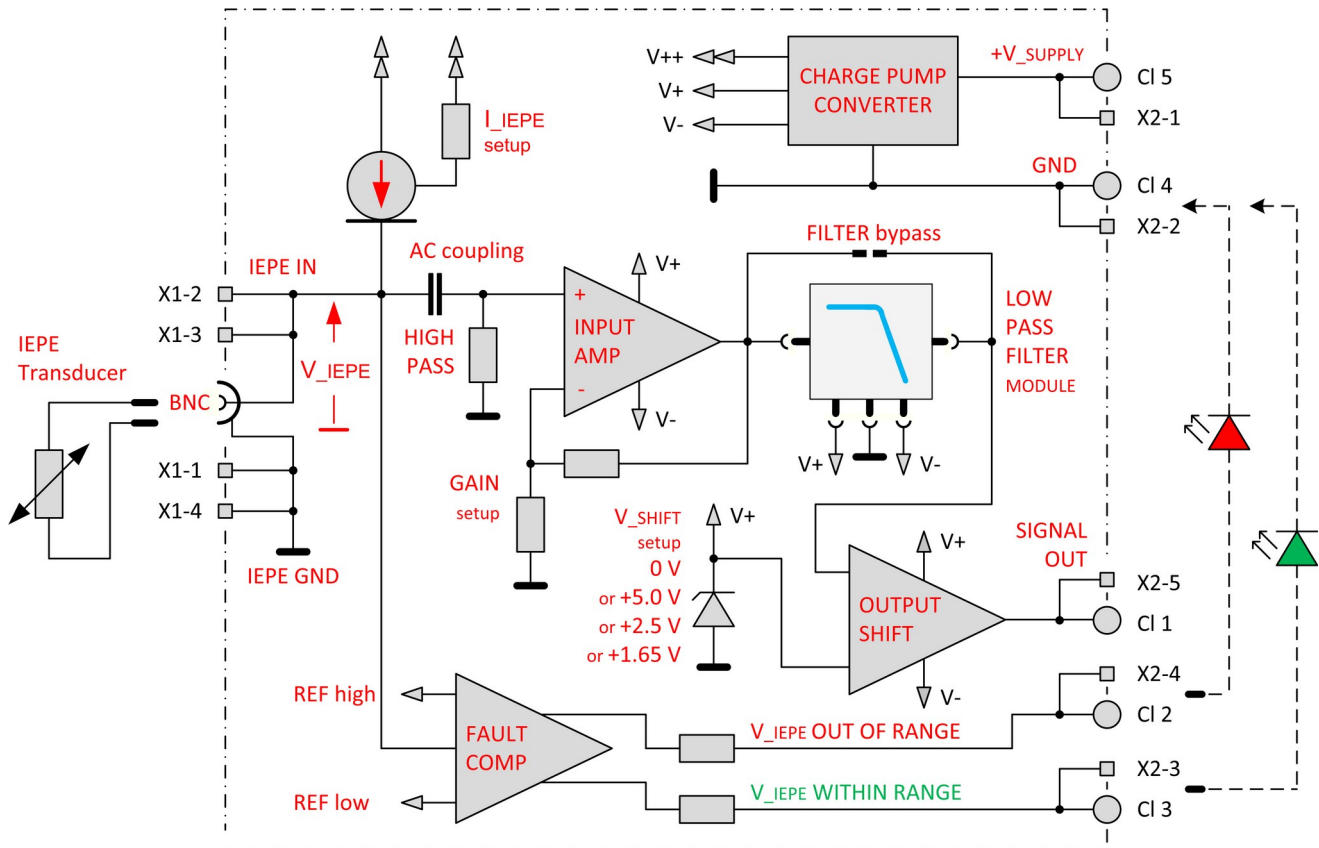 V++
V+
V-
CHARGE PUMP
CONVERTER
+V_SUPPLY
Cl 5
X2-1
GND
Cl 4
X2-2
I_IEPE
setup
IEPE IN
X1-2
X1-3
IEPE
Transducer
BNC
X1-1
X1-4
IEPE GND
V_IEPE
AC coupling
HIGH
PASS
+
INPUT
AMP
-
V+
V-
GAIN
setup
FILTER bypass
LOW
PASS
FILTER
MODULE
V+
V-
V_SHIFT
setup
0 V
or +5.0 V
or +2.5 V
or +1.65 V
V+
V+
OUTPUT
SHIFT
V-
SIGNAL
OUT
X2-5
Cl 1
X2-4
Cl 2
X2-3
Cl 3
REF high
FAULT
COMP
REF low
V_IEPE OUT OF RANGE
V_IEPE WITHIN RANGE